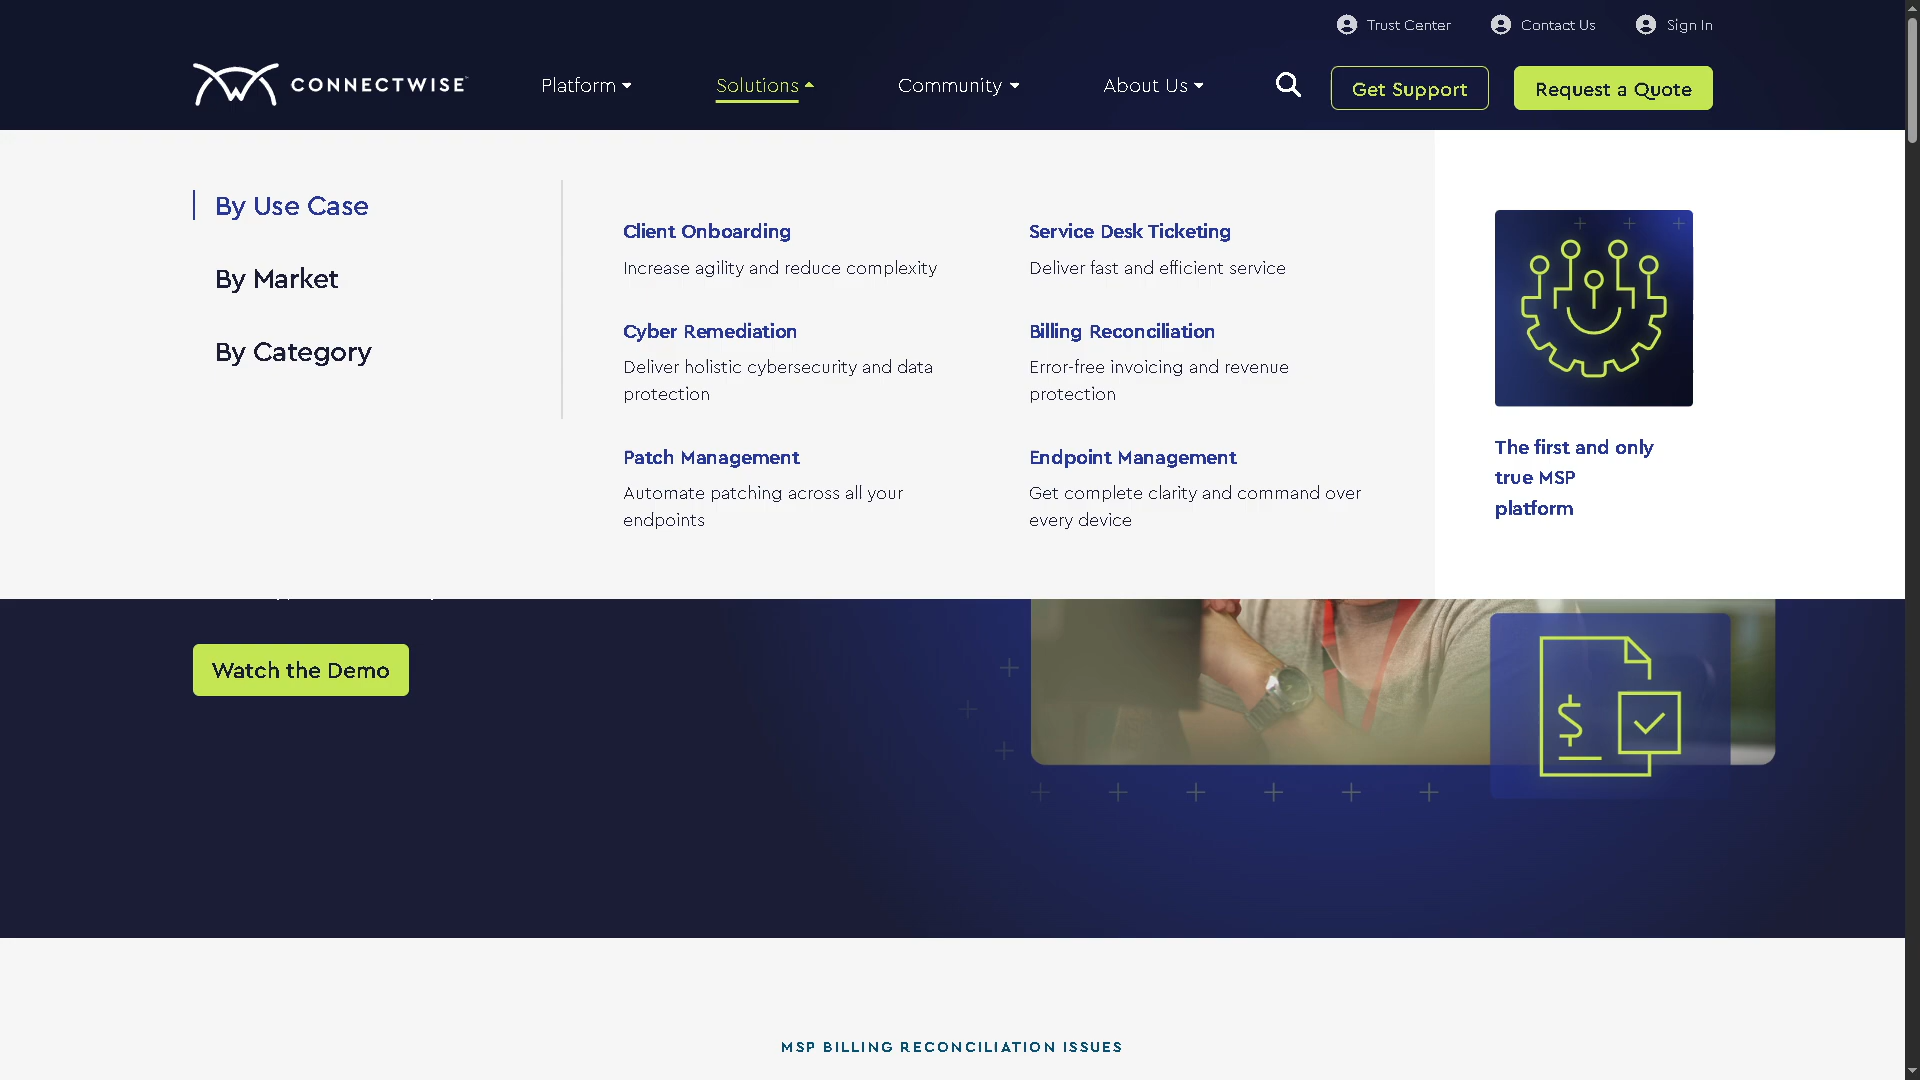 Trust Center
Contact Us
Sign In
CONNECTWISE
Platform
Solutions
Community
About Us
Get Support
Request a Quote
By Use Case
By Market
By Category
Client Onboarding
Increase agility and reduce complexity
Cyber Remediation
Deliver holistic cybersecurity and data
protection
Patch Management
Automate patching across all your
endpoints
Service Desk Ticketing
Deliver fast and efficient service
Billing Reconciliation
Error-free invoicing and revenue
protection
Endpoint Management
Get complete clarity and command over
every device
The first and only
true MSP
platform
Watch the Demo
$
MSP BILLING RECONCILIATION ISSUES